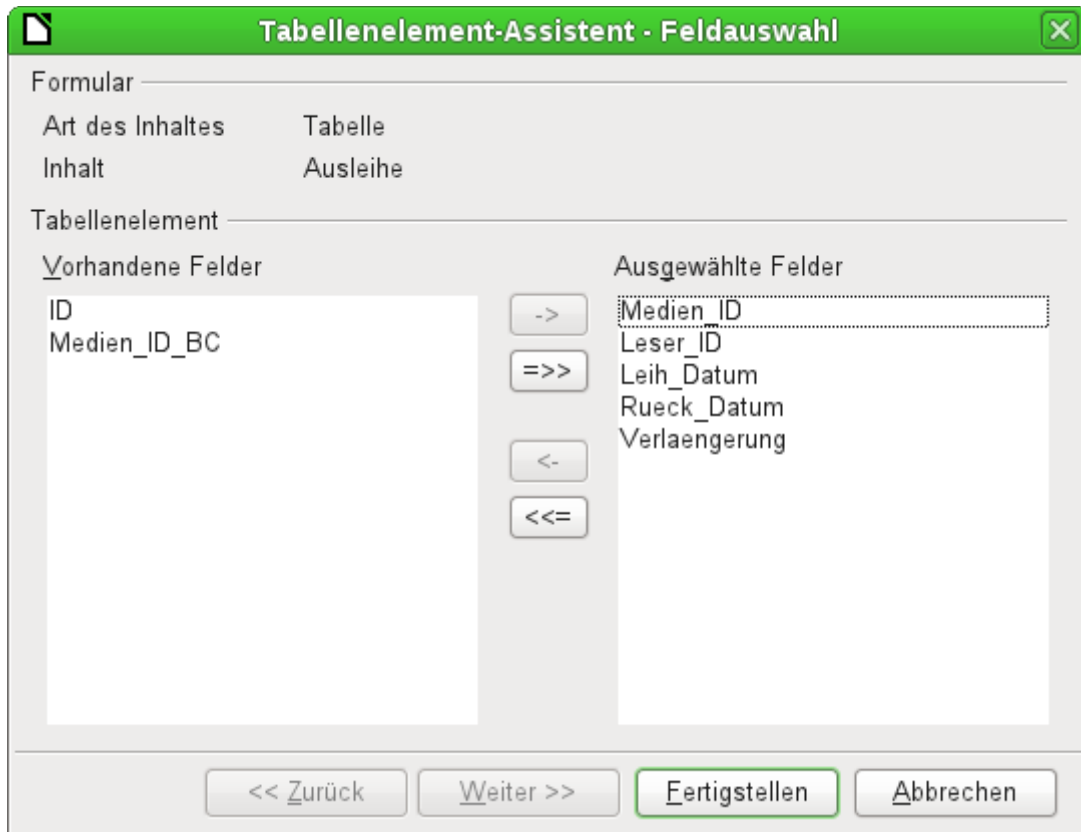 Tabellenelement-Assistent - Feldauswahl
Formular
Art des Inhaltes Tabelle
Inhalt Ausleihe
Tabellenelement
Vorhandene Felder
ID
Medien_ID_BC
->
=>>
<-
<<=
Ausgewählte Felder
Medien_ID
Leser_ID
Leih_Datum
Rueck_Datum
Verlaengerung
<< Zurück
Weiter >>
Fertigstellen
Abbrechen